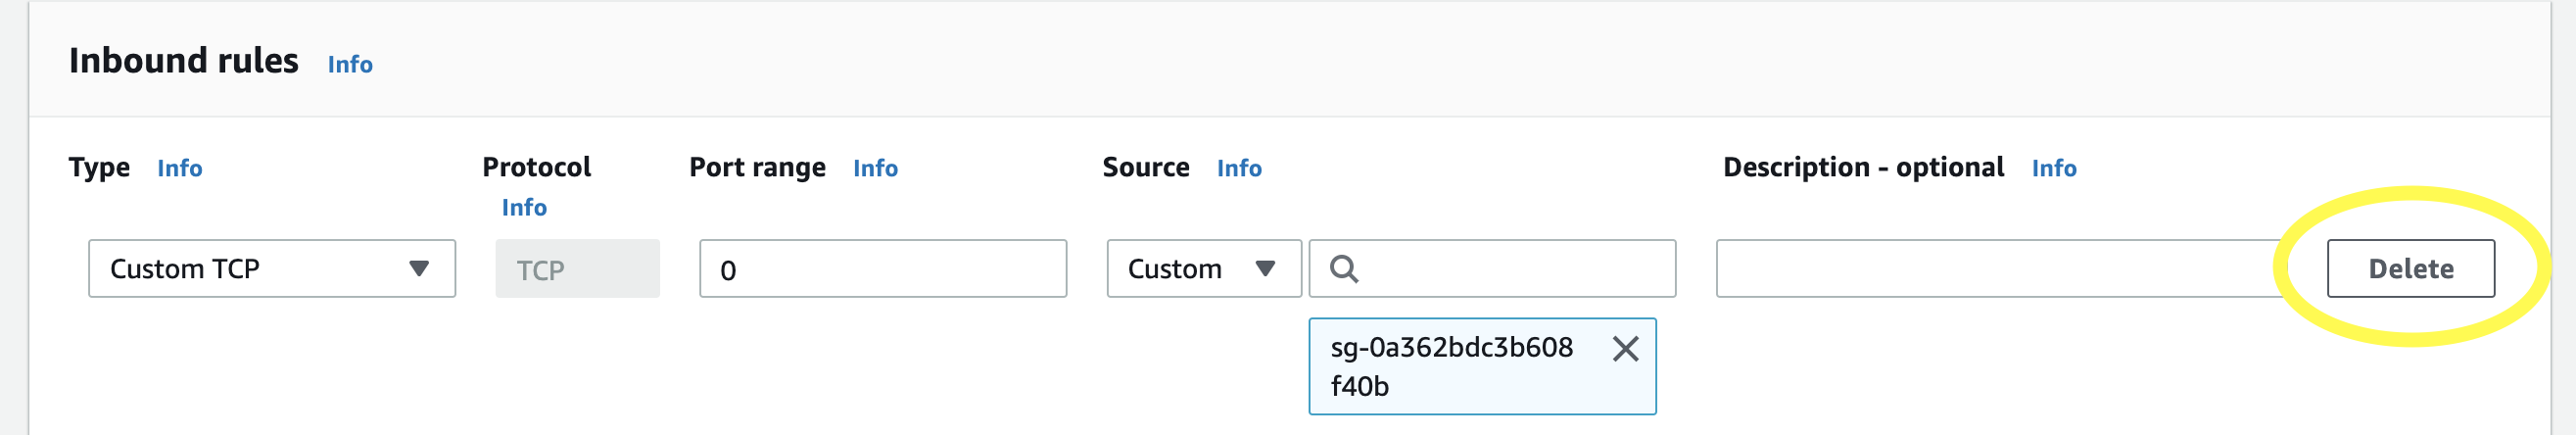 Inbound rules Info
Type Info Protocol Port range Info Source Info Description - optional Info
Info
Custom TCP TCP 0 Custom Delete
sg-0a362bdc3b608
f40b